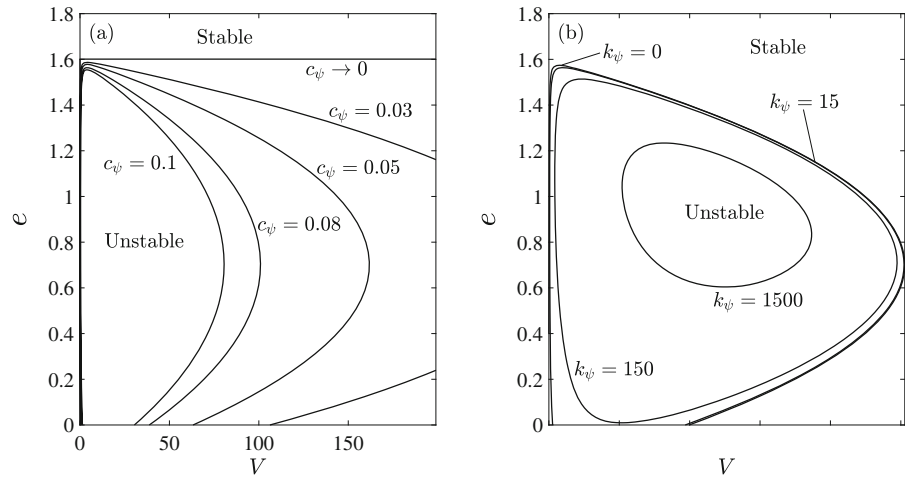 (a)
Stable
c_ψ → 0
c_ψ = 0.03
c_ψ = 0.05
c_ψ = 0.1
c_ψ = 0.08
Unstable
1.8
1.6
1.4
1.2
1
0.8
0.6
0.4
0.2
0
e
0
50
100
150
V
(b)
Stable
k_ψ = 0
k_ψ = 15
Unstable
k_ψ = 1500
k_ψ = 150
1.8
1.6
1.4
1.2
1
0.8
0.6
0.4
0.2
0
e
V